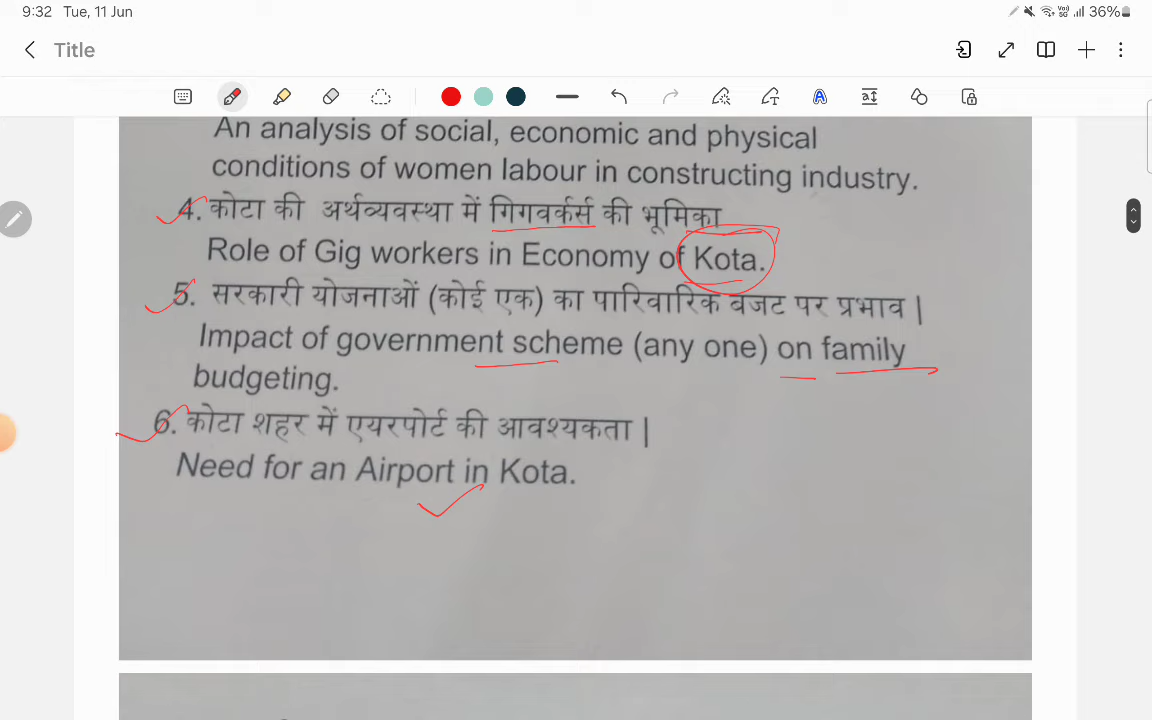 9:32 Tue, 11 Jun
36%
Title
An analysis of social, economic and physical
conditions of women labour in constructing industry.
4. कोटा की अर्थव्यवस्था में गिगवर्कर्स की भूमिका
Role of Gig workers in Economy of Kota.
5. सरकारी योजनाओं (कोई एक) का पारिवारिक बजट पर प्रभाव |
Impact of government scheme (any one) on family
budgeting.
6. कोटा शहर में एयरपोर्ट की आवश्यकता |
Need for an Airport in Kota.